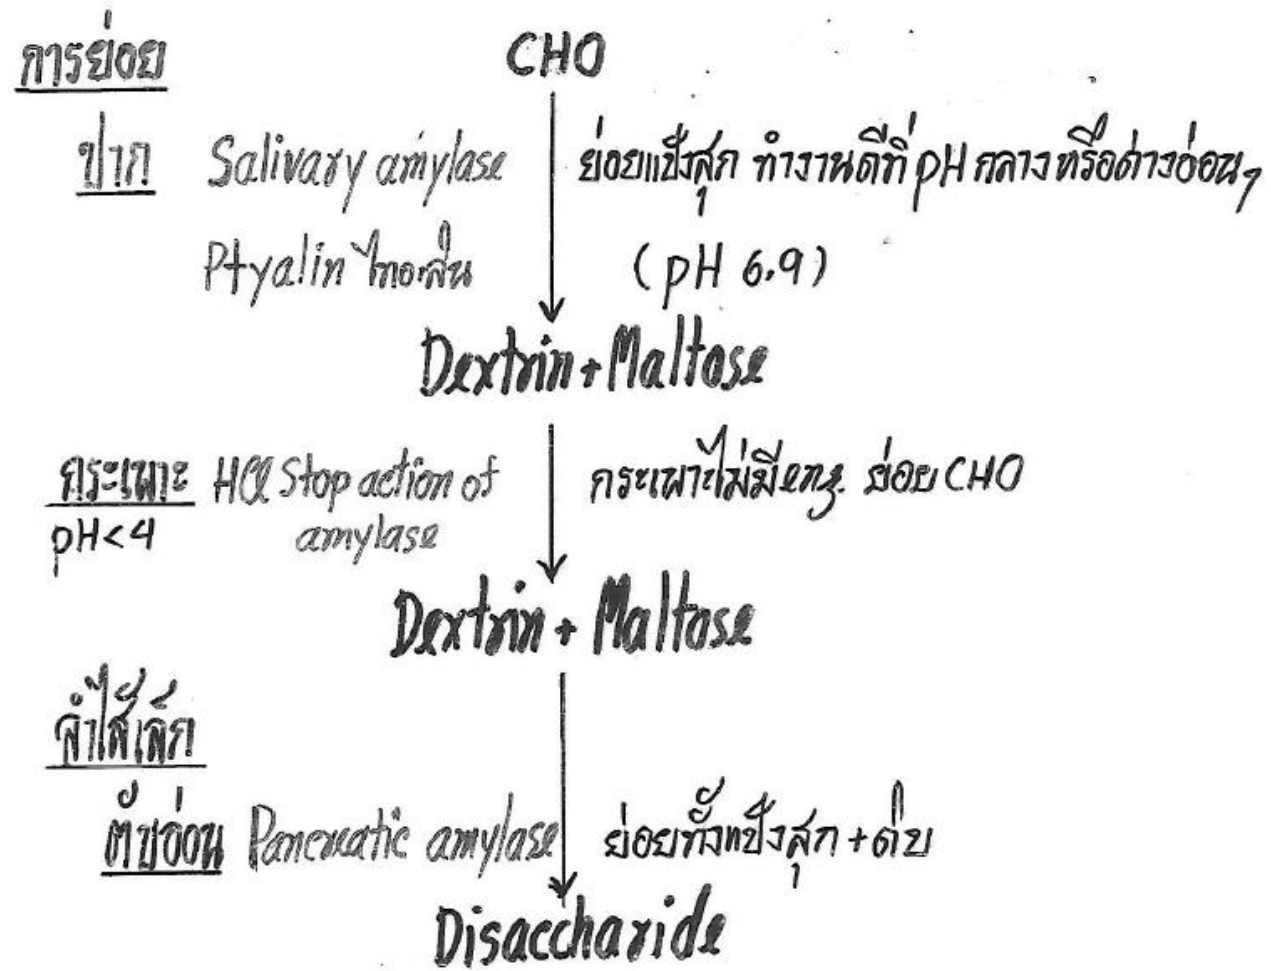 การย่อย
CHO
ปาก Salivary amylase ย่อยแป้งสุก ทำงานดีที่ pH กลางหรือด่างอ่อนๆ
Ptyalin ไทอะลิน (pH 6.9)
Dextrin + Maltose
กระเพาะ HCl Stop action of กระเพาะไม่มี enz. ย่อย CHO
pH<4 amylase
Dextrin + Maltose
ลำไส้เล็ก
ตับอ่อน Pancreatic amylase ย่อยทั้งแป้งสุก + ดิบ
Disaccharide